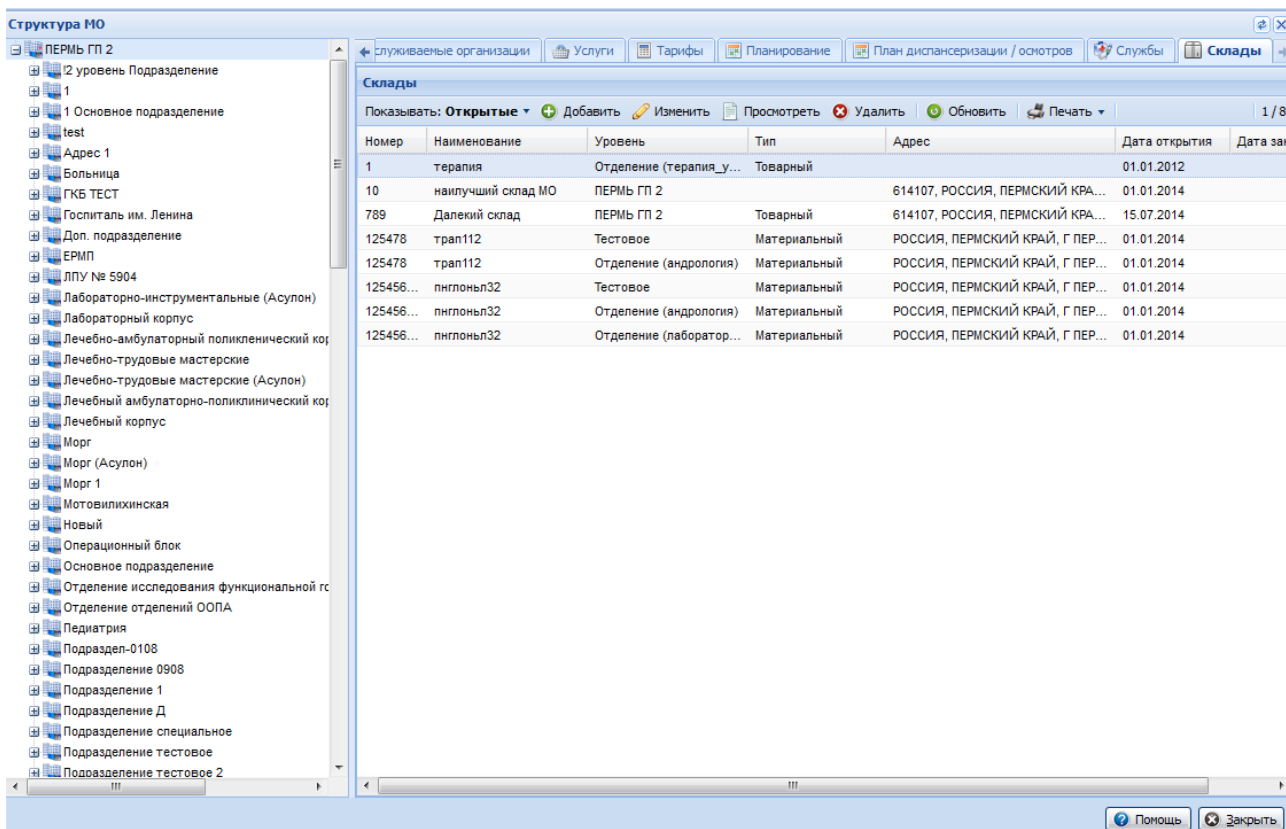 Структура МО
ПЕРМЬ ГП 2
!2 уровень Подразделение
1
1 Основное подразделение
test
Адрес 1
Больница
ГКБ ТЕСТ
Госпиталь им. Ленина
Доп. подразделение
ЕРМП
ЛПУ № 5904
Лабораторно-инструментальные (Асулон)
Лабораторный корпус
Лечебно-амбулаторный поликленический кор
Лечебно-трудовые мастерские
Лечебно-трудовые мастерские (Асулон)
Лечебный амбулаторно-поликлинический кор
Лечебный корпус
Морг
Морг (Асулон)
Морг 1
Мотовилихинская
Новый
Операционный блок
Основное подразделение
Отделение исследования функциональной го
Отделение отделений ООПА
Педиатрия
Подраздел-0108
Подразделение 0908
Подразделение 1
Подразделение Д
Подразделение специальное
Подразделение тестовое
Подразделение тестовое 2
служиваемые организации Услуги Тарифы Планирование План диспансеризации / осмотров Службы Склады
Склады
Показывать: Открытые Добавить Изменить Просмотреть Удалить Обновить Печать 1 / 8
Номер Наименование Уровень Тип Адрес Дата открытия Дата зак
1 терапия Отделение (терапия_у... Товарный 01.01.2012
10 наилучший склад МО ПЕРМЬ ГП 2 614107, РОССИЯ, ПЕРМСКИЙ КРА... 01.01.2014
789 Далекий склад ПЕРМЬ ГП 2 Товарный 614107, РОССИЯ, ПЕРМСКИЙ КРА... 15.07.2014
125478 трап112 Тестовое Материальный РОССИЯ, ПЕРМСКИЙ КРАЙ, Г ПЕР... 01.01.2014
125478 трап112 Отделение (андрология) Материальный РОССИЯ, ПЕРМСКИЙ КРАЙ, Г ПЕР... 01.01.2014
125456... пнглоньл32 Тестовое Материальный РОССИЯ, ПЕРМСКИЙ КРАЙ, Г ПЕР... 01.01.2014
125456... пнглоньл32 Отделение (андрология) Материальный РОССИЯ, ПЕРМСКИЙ КРАЙ, Г ПЕР... 01.01.2014
125456... пнглоньл32 Отделение (лаборатор... Материальный РОССИЯ, ПЕРМСКИЙ КРАЙ, Г ПЕР... 01.01.2014
Помощь Закрыть